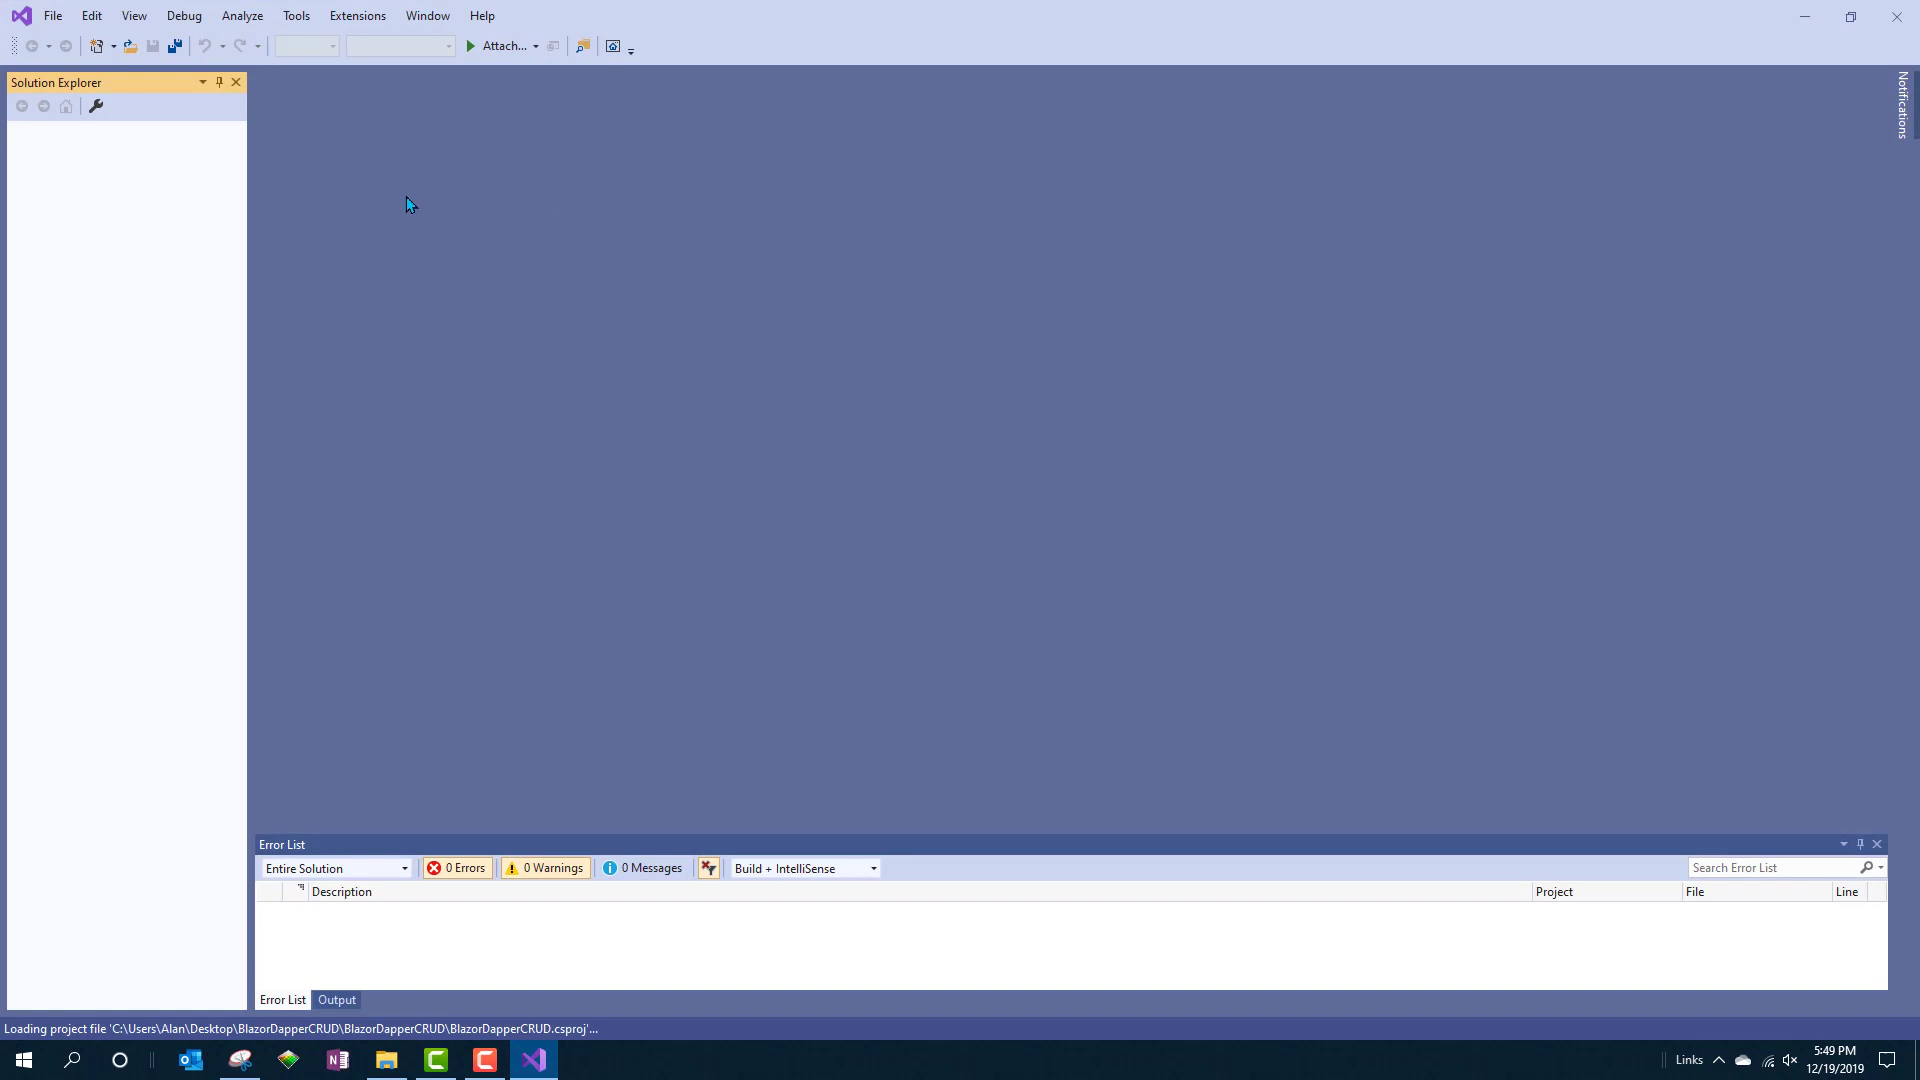 File Edit View Debug Analyze Tools Extensions Window Help
Attach...
Solution Explorer
Notifications
Error List
Entire Solution 0 Errors 0 Warnings 0 Messages Build + IntelliSense Search Error List
Description Project File Line
Error List Output
Loading project file 'C:\Users\Alan\Desktop\BlazorDapperCRUD\BlazorDapperCRUD\BlazorDapperCRUD.csproj'...
Links 5:49 PM
12/19/2019